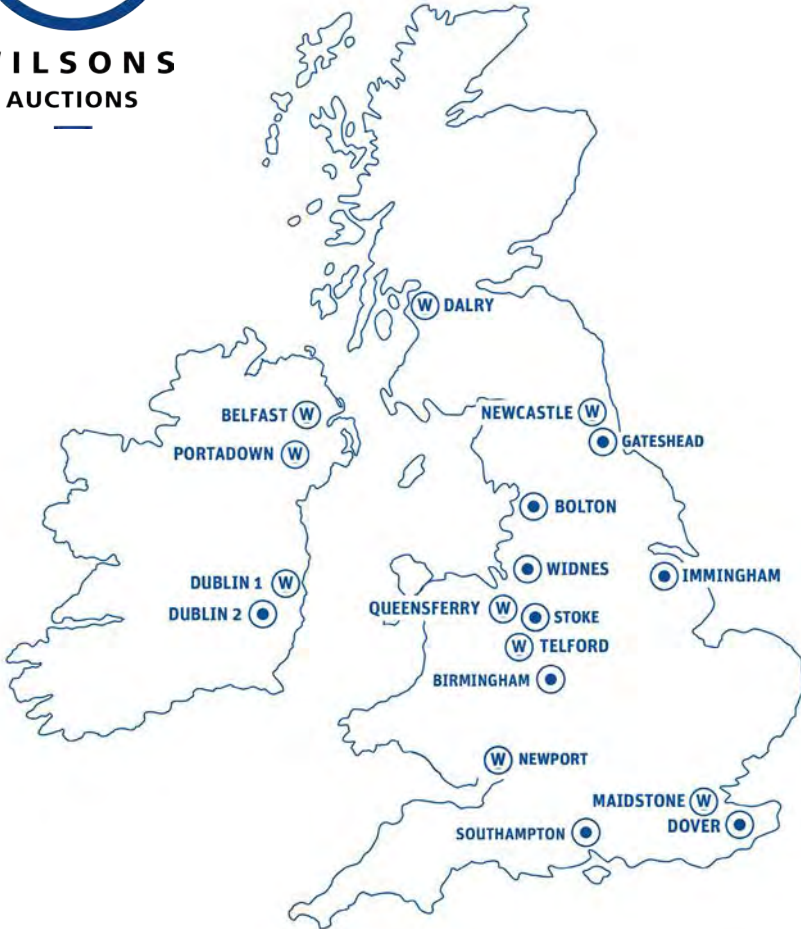 WILSONS
AUCTIONS
W DALRY
BELFAST W
NEWCASTLE W
GATESHEAD
PORTADOWN W
BOLTON
WIDNES
IMMINGHAM
DUBLIN 1 W
DUBLIN 2
QUEENSFERRY W
STOKE
W TELFORD
BIRMINGHAM
W NEWPORT
MAIDSTONE W
DOVER
SOUTHAMPTON